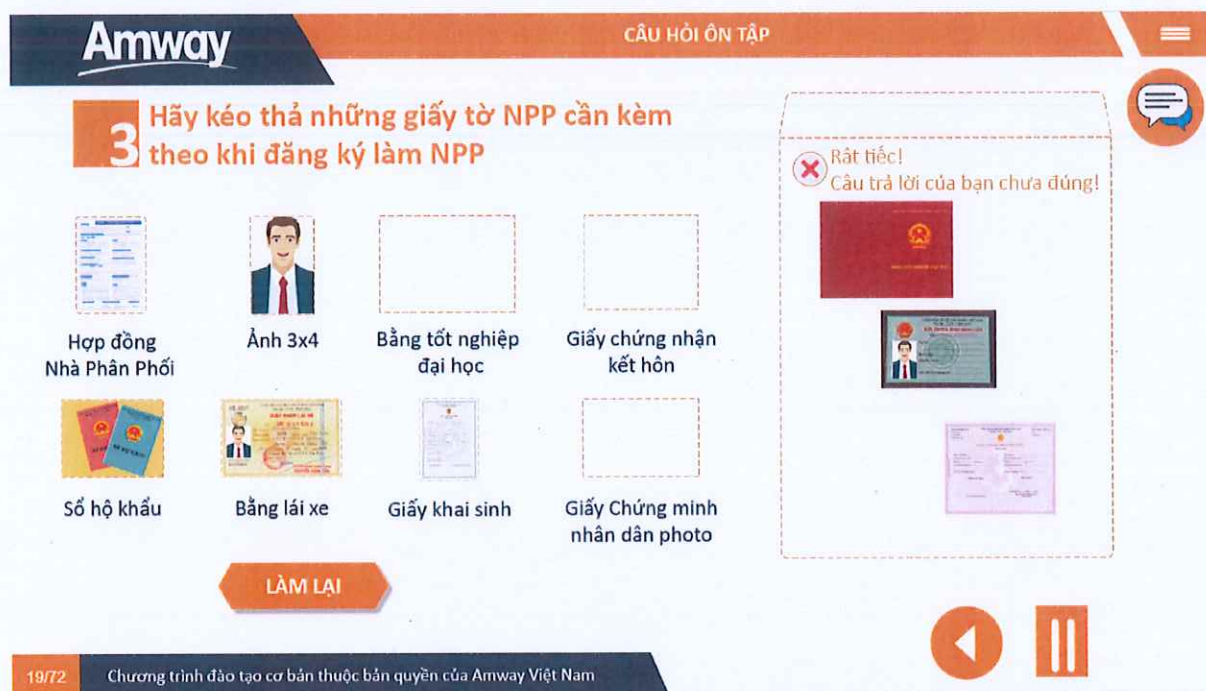 Amway
CÂU HỎI ÔN TẬP
3
Hãy kéo thả những giấy tờ NPP cần kèm
theo khi đăng ký làm NPP
Rât tiếc!
Câu trả lời của bạn chưa đúng!
Hợp đồng
Nhà Phân Phối
Ảnh 3x4
Bằng tốt nghiệp
đại học
Giấy chứng nhận
kết hôn
Sổ hộ khẩu
Bằng lái xe
Giấy khai sinh
Giấy Chứng minh
nhân dân photo
LÀM LẠI
19/72
Chương trình đào tạo cơ bản thuộc bản quyền của Amway Việt Nam